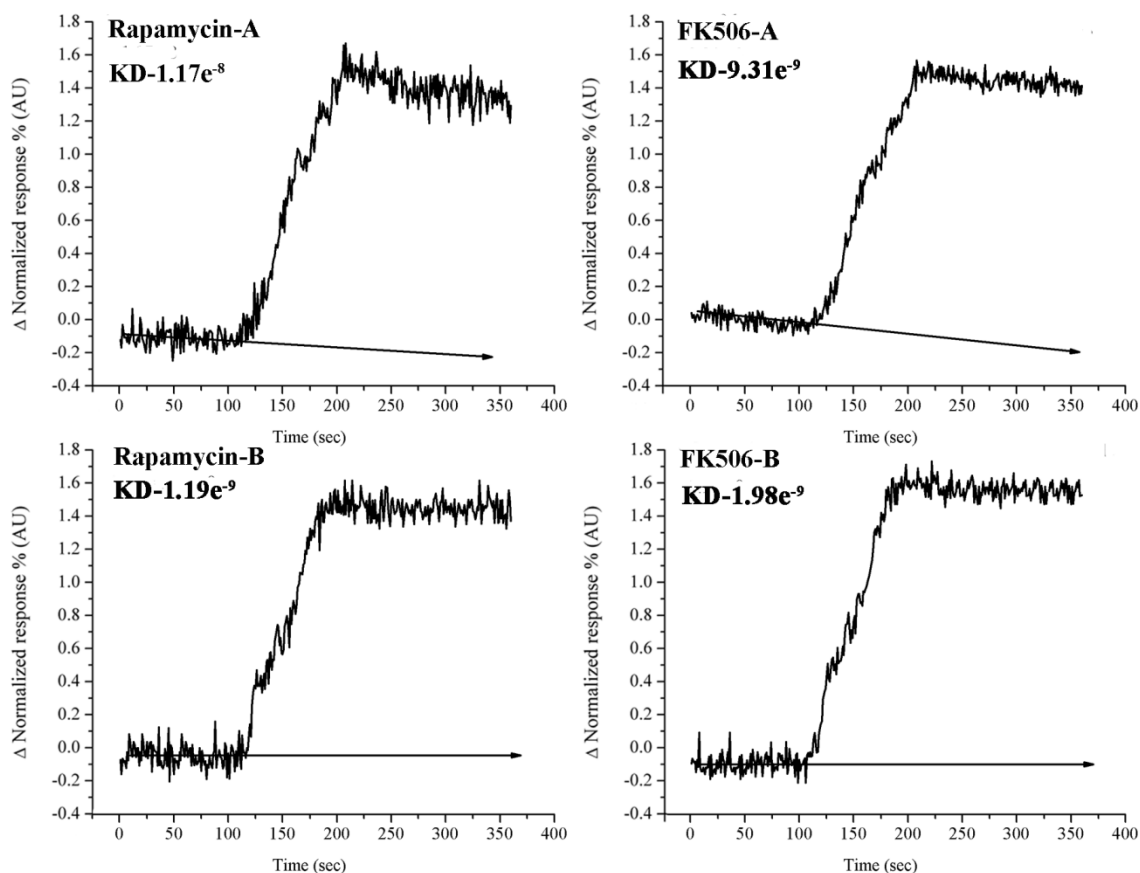 Rapamycin-A
KD-1.17e⁻⁸
Δ Normalized response % (AU)
1.8
1.6
1.4
1.2
1.0
0.8
0.6
0.4
0.2
0.0
-0.2
-0.4
0 50 100 150 200 250 300 350 400
Time (sec)
FK506-A
KD-9.31e⁻⁹
Δ Normalized response % (AU)
1.8
1.6
1.4
1.2
1.0
0.8
0.6
0.4
0.2
0.0
-0.2
-0.4
0 50 100 150 200 250 300 350 400
Time (sec)
Rapamycin-B
KD-1.19e⁻⁹
Δ Normalized response % (AU)
1.8
1.6
1.4
1.2
1.0
0.8
0.6
0.4
0.2
0.0
-0.2
-0.4
0 50 100 150 200 250 300 350 400
Time (sec)
FK506-B
KD-1.98e⁻⁹
Δ Normalized response % (AU)
1.8
1.6
1.4
1.2
1.0
0.8
0.6
0.4
0.2
0.0
-0.2
-0.4
0 50 100 150 200 250 300 350 400
Time (sec)